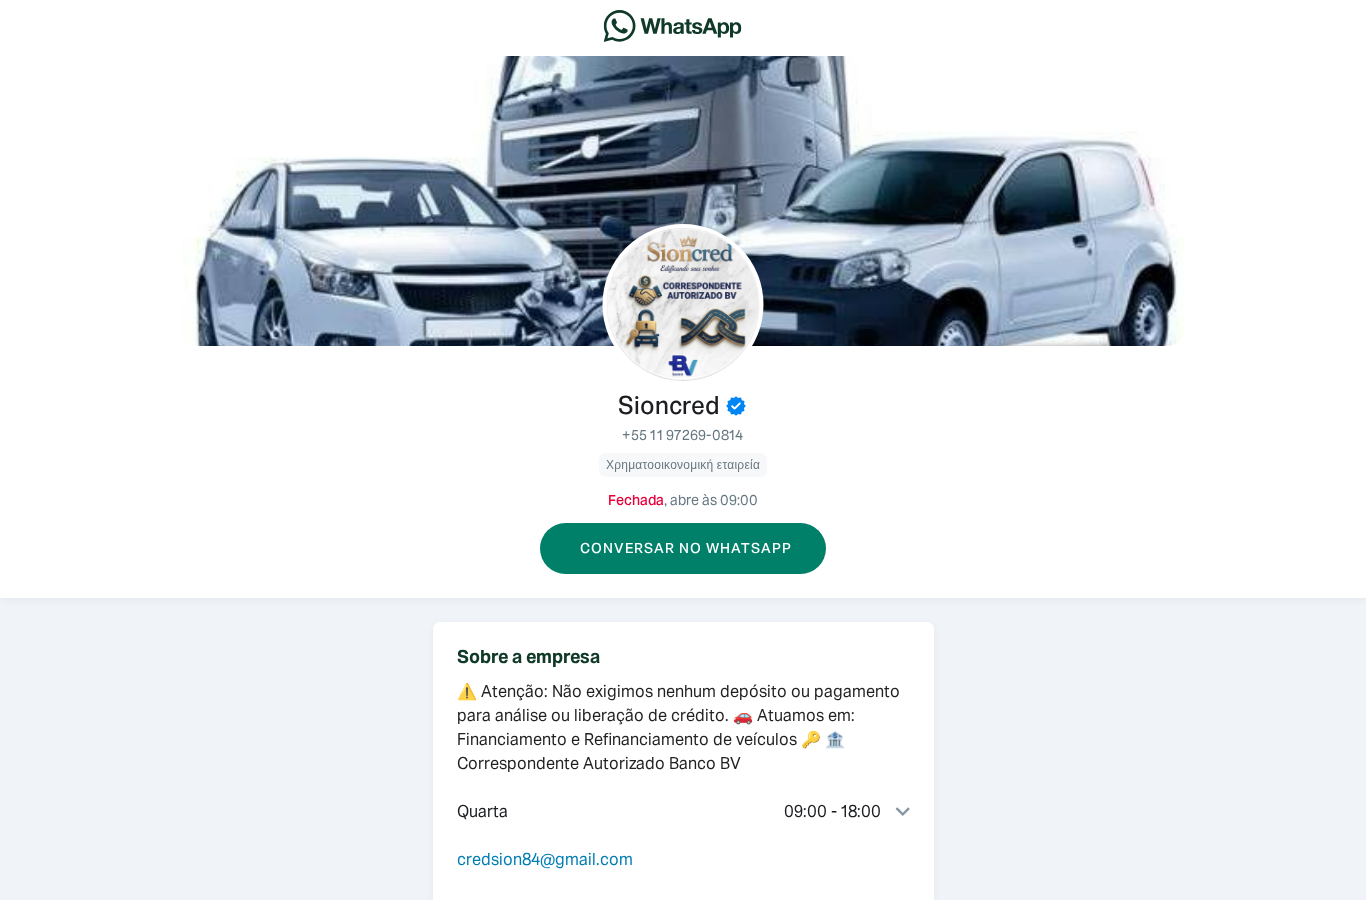 WhatsApp
Sioncred
Edificando seus sonhos
CORRESPONDENTE
AUTORIZADO BV
BV
Sioncred
+55 11 97269-0814
Χρηματοοικονομική εταιρεία
Fechada, abre às 09:00
CONVERSAR NO WHATSAPP
Sobre a empresa
⚠️ Atenção: Não exigimos nenhum depósito ou pagamento
para análise ou liberação de crédito. 🚗 Atuamos em:
Financiamento e Refinanciamento de veículos 🔑 🏦
Correspondente Autorizado Banco BV
Quarta 09:00 - 18:00
credsion84@gmail.com